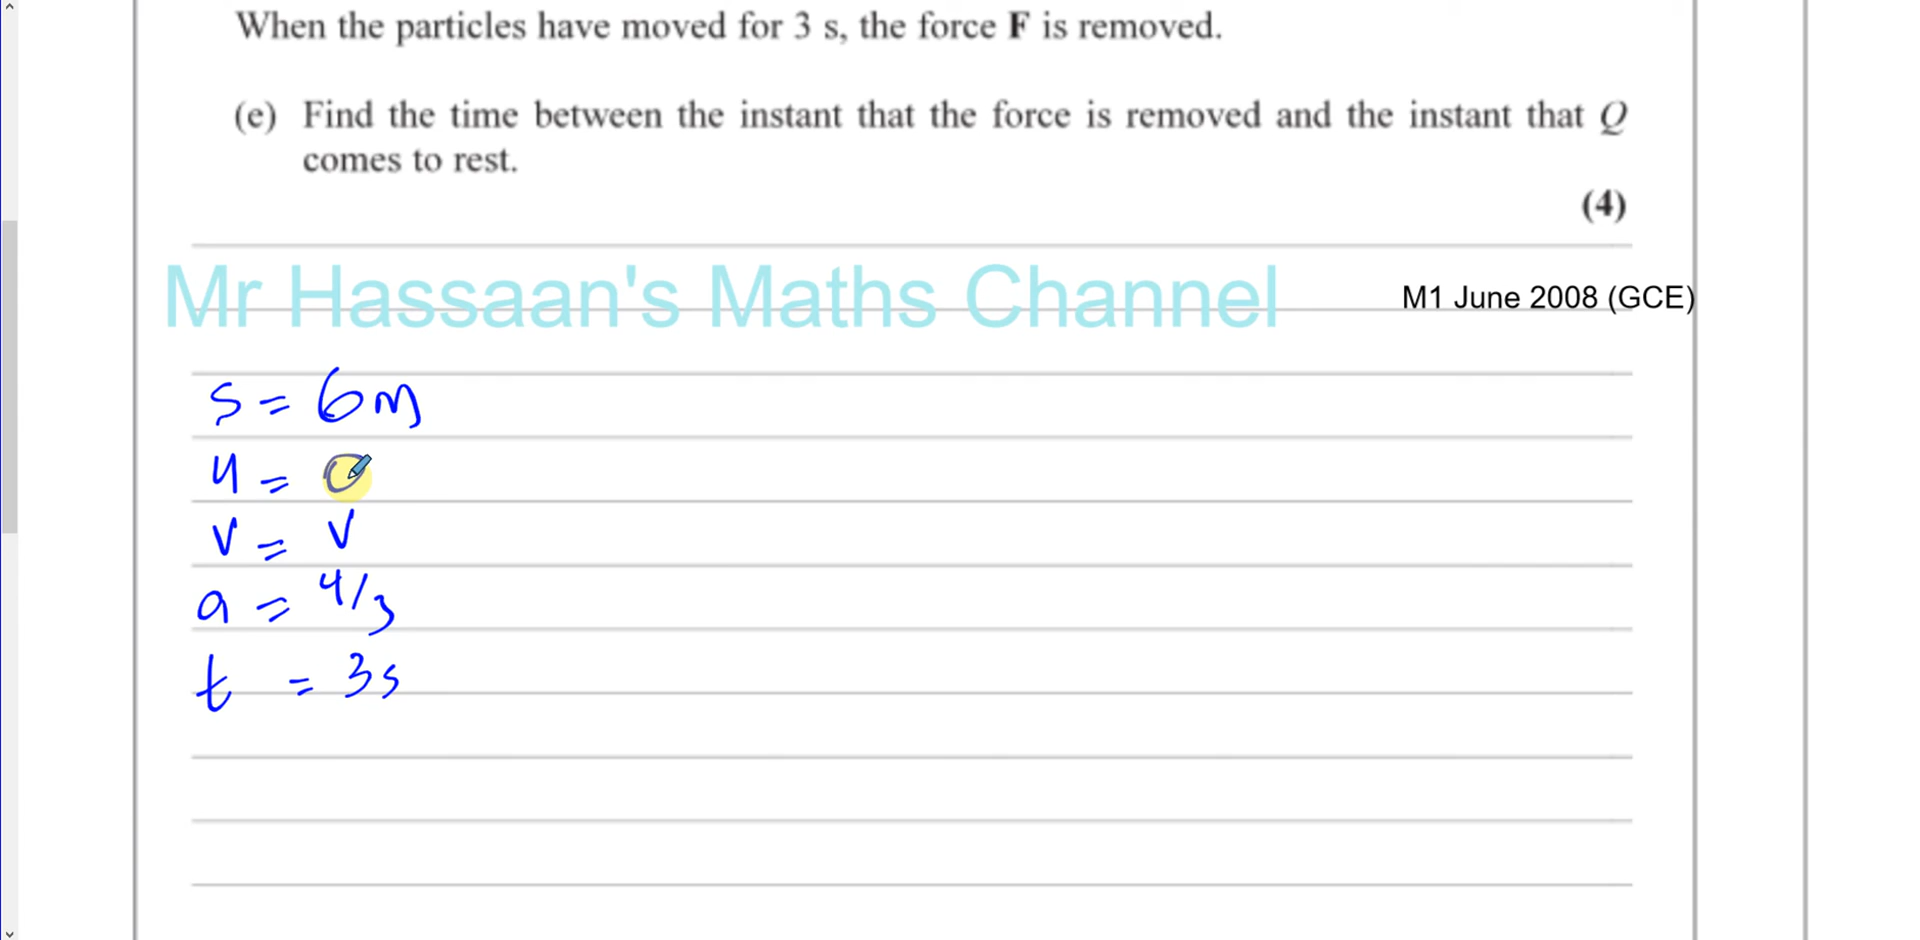 When the particles have moved for 3 s, the force F is removed.
(e) Find the time between the instant that the force is removed and the instant that Q
comes to rest.
(4)
Mr Hassaan's Maths Channel
M1 June 2008 (GCE)
s = 6m
u = 0
v = v
a = 4/3
t = 3s